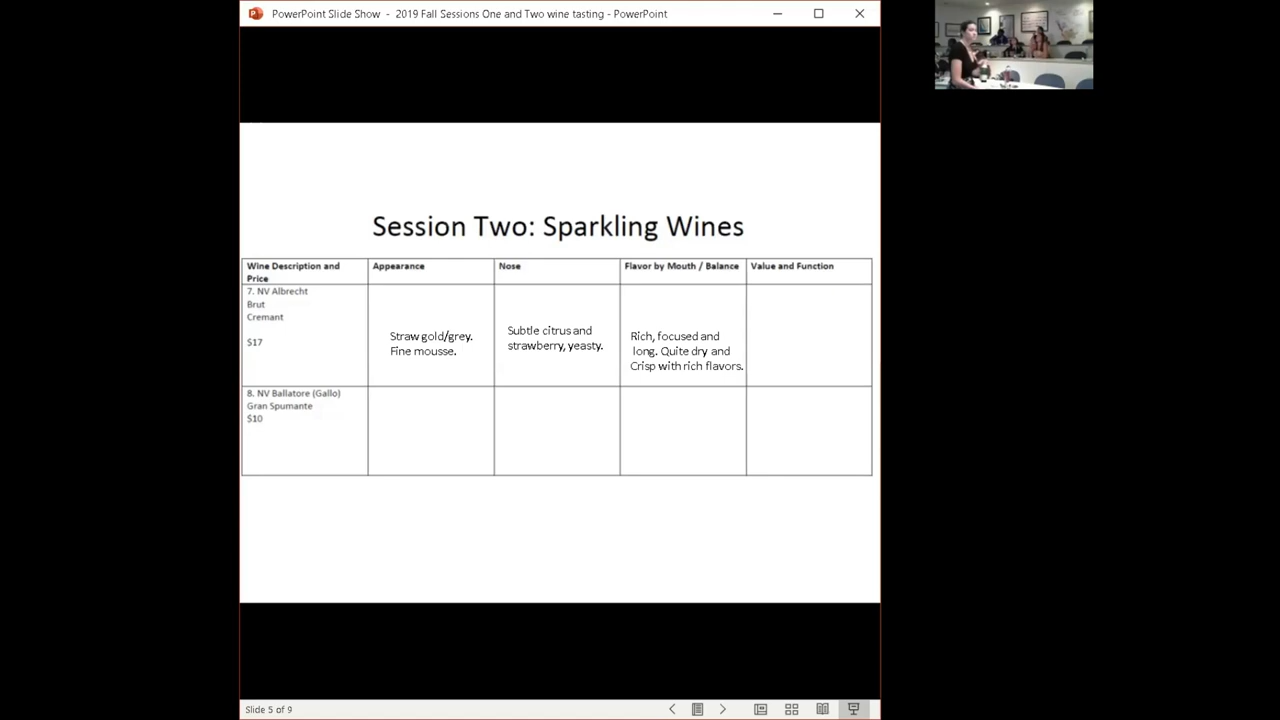 PowerPoint Slide Show - 2019 Fall Sessions One and Two wine tasting - PowerPoint
Session Two: Sparkling Wines
Wine Description and Price
Appearance
Nose
Flavor by Mouth / Balance
Value and Function
7. NV Albrecht
Brut
Cremant
$17
Straw gold/grey.
Fine mousse.
Subtle citrus and
strawberry, yeasty.
Rich, focused and
long. Quite dry and
Crisp with rich flavors.
8. NV Ballatore (Gallo)
Gran Spumante
$10
Slide 5 of 9